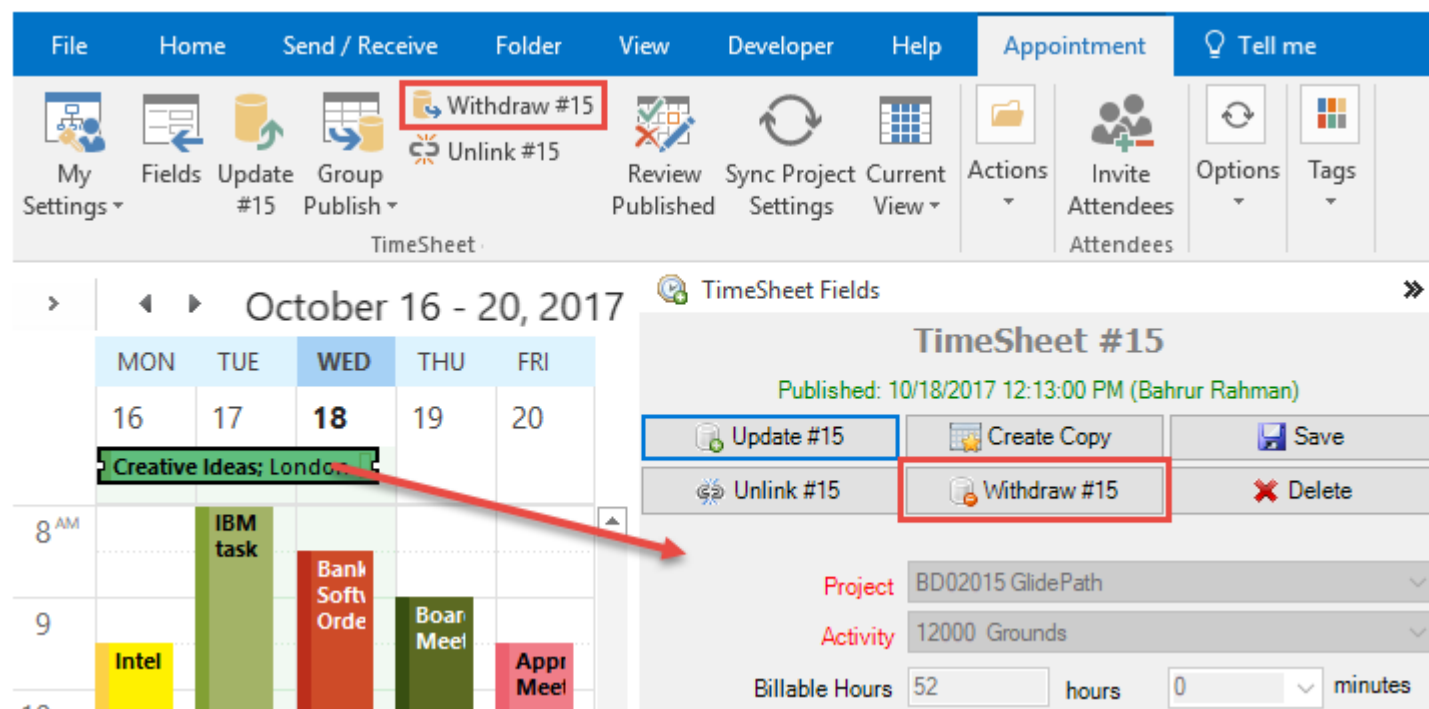 File Home Send / Receive Folder View Developer Help Appointment Tell me
Withdraw #15
Unlink #15
My Settings
Fields
Update #15
Group Publish
Review Published
Sync Project Settings
Current View
Actions
Invite Attendees
Options
Tags
TimeSheet
Attendees
October 16 - 20, 2017
MON TUE WED THU FRI
16 17 18 19 20
Creative Ideas; London
8 AM
IBM
task
Bank
Orde
9
Meet
Intel
Meet
TimeSheet Fields
TimeSheet #15
Published: 10/18/2017 12:13:00 PM (Bahrur Rahman)
Update #15 Create Copy Save
Unlink #15 Withdraw #15 Delete
Project BD02015 GlidePath
Activity 12000 Grounds
Billable Hours 52 hours 0 minutes